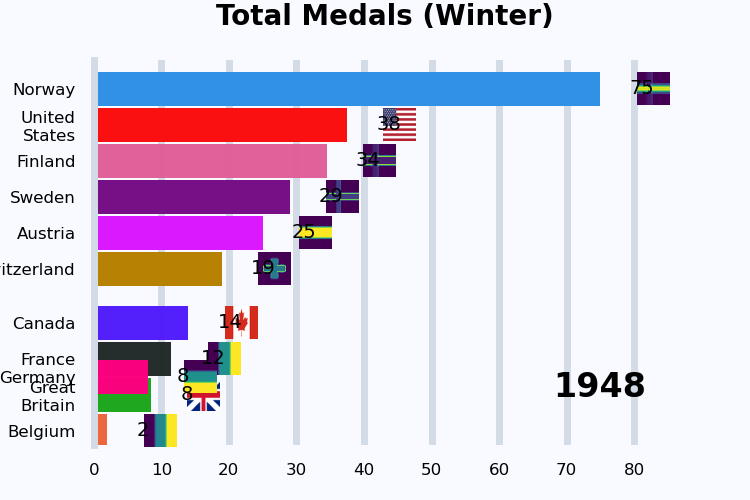 Total Medals (Winter)
Norway 75
United
States 38
Finland 34
Sweden 29
Austria 25
itzerland 19
Canada 14
France 12
Germany 8
Great
Britain 8
1948
Belgium 2
0 10 20 30 40 50 60 70 80